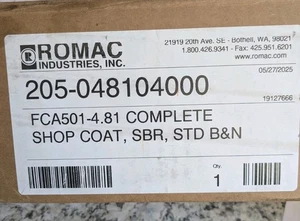 ROMAC
INDUSTRIES, INC.
21919 20th Ave. SE - Bothell, WA. 98021
1.800.426.9341 - Fax: 425.951.6201
www.romac.com
05/27/2025
205-048104000
19127666
FCA501-4.81 COMPLETE
SHOP COAT, SBR, STD B&N
Qty.
1